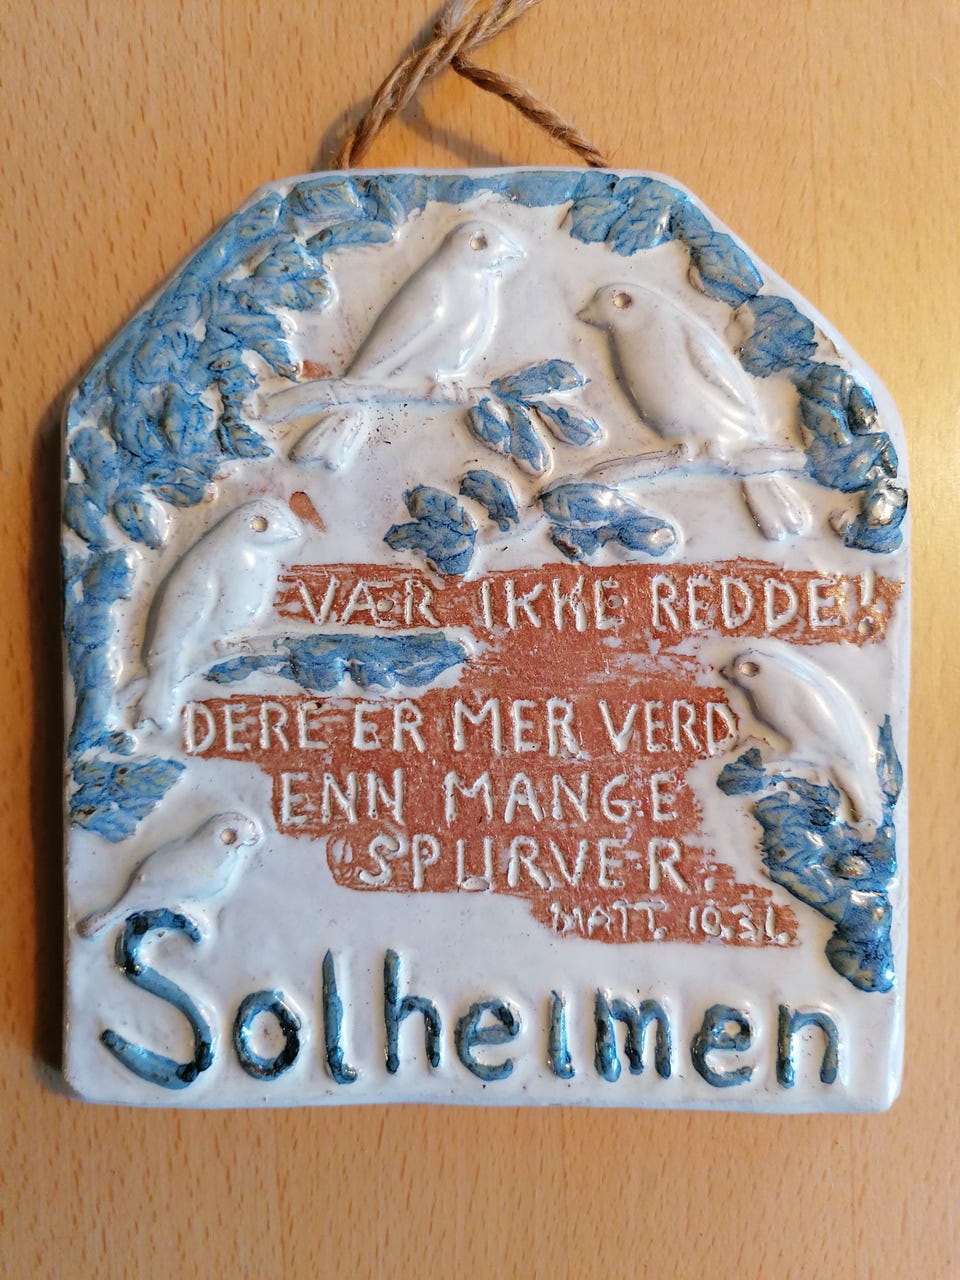 VÆR IKKE REDDE!
DERE ER MER VERD
ENN MANGE
SPURVER.
MATT. 10.31.
Solheimen